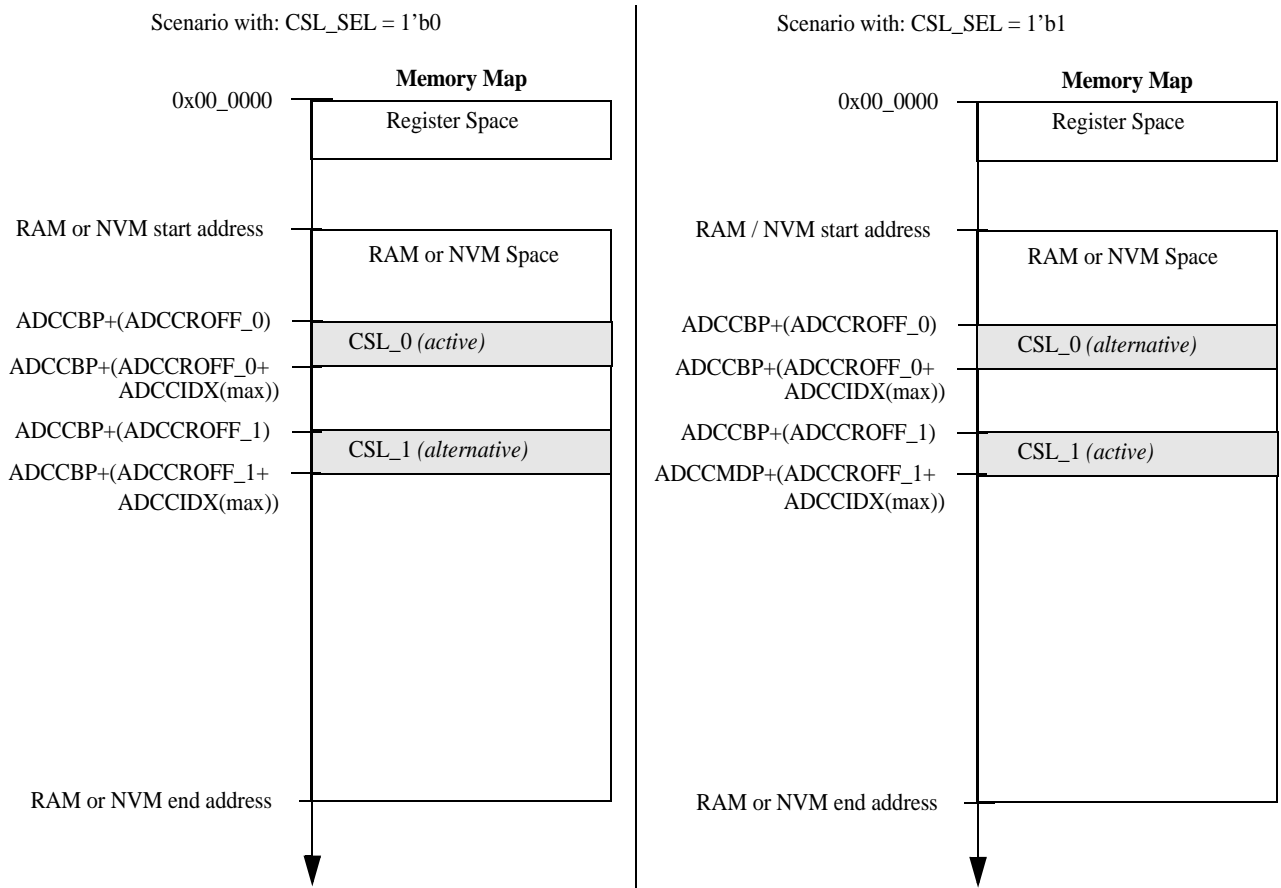 Scenario with: CSL_SEL = 1’b0
Memory Map
0x00_0000
Register Space
RAM or NVM start address
RAM or NVM Space
ADCCBP+(ADCCROFF_0)
CSL_0 (active)
ADCCBP+(ADCCROFF_0+
ADCCIDX(max))
ADCCBP+(ADCCROFF_1)
CSL_1 (alternative)
ADCCBP+(ADCCROFF_1+
ADCCIDX(max))
RAM or NVM end address
Scenario with: CSL_SEL = 1’b1
Memory Map
0x00_0000
Register Space
RAM / NVM start address
RAM or NVM Space
ADCCBP+(ADCCROFF_0)
CSL_0 (alternative)
ADCCBP+(ADCCROFF_0+
ADCCIDX(max))
ADCCBP+(ADCCROFF_1)
CSL_1 (active)
ADCCMDP+(ADCCROFF_1+
ADCCIDX(max))
RAM or NVM end address